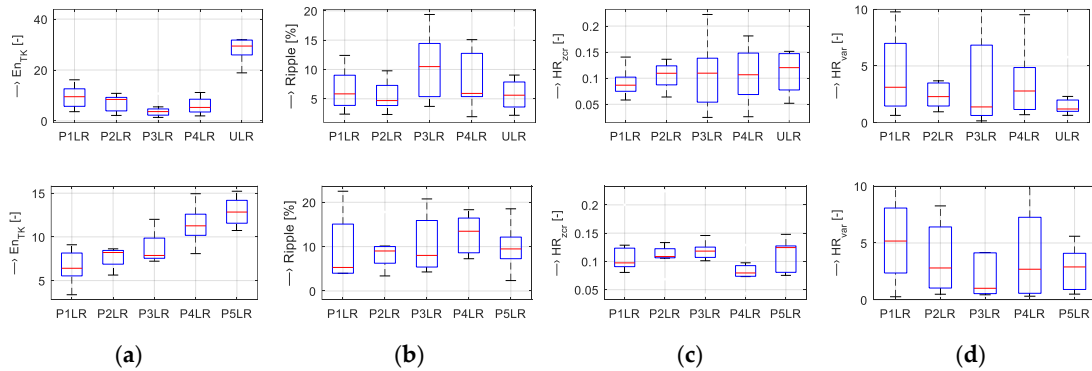 → En_TK [-]
40
20
0
P1LR P2LR P3LR P4LR ULR
→ Ripple [%]
20
15
10
5
P1LR P2LR P3LR P4LR ULR
→ HR_zcr [-]
0.2
0.15
0.1
0.05
P1LR P2LR P3LR P4LR ULR
→ HR_var [-]
10
5
0
P1LR P2LR P3LR P4LR ULR
→ En_TK [-]
15
10
5
P1LR P2LR P3LR P4LR P5LR
→ Ripple [%]
20
10
0
P1LR P2LR P3LR P4LR P5LR
→ HR_zcr [-]
0.2
0.15
0.1
0.05
P1LR P2LR P3LR P4LR P5LR
→ HR_var [-]
10
5
0
P1LR P2LR P3LR P4LR P5LR
(a) (b) (c) (d)